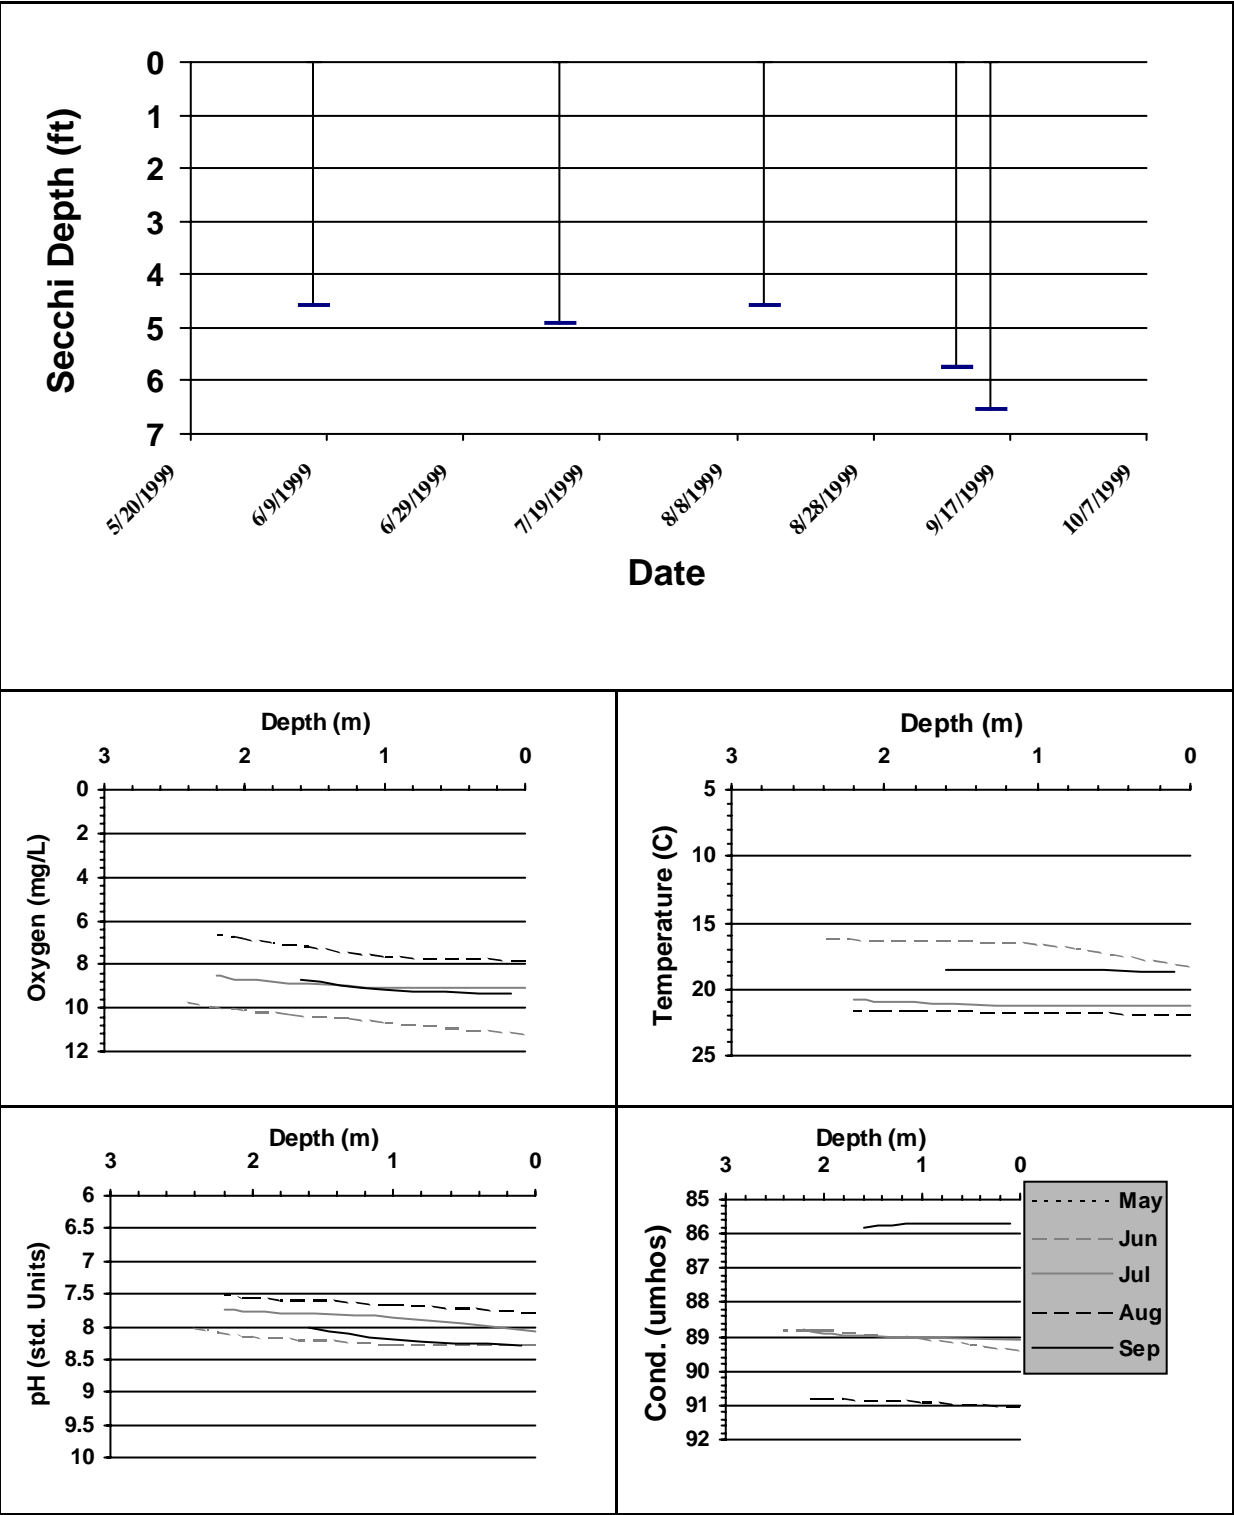 0
1
2
3
4
5
6
7
Secchi Depth (ft)
5/20/1999
6/9/1999
6/29/1999
7/19/1999
8/8/1999
8/28/1999
9/17/1999
10/7/1999
Date
Depth (m)
3 2 1 0
0
2
4
6
8
10
12
Oxygen (mg/L)
Depth (m)
3 2 1 0
5
10
15
20
25
Temperature (C)
Depth (m)
3 2 1 0
6
6.5
7
7.5
8
8.5
9
9.5
10
pH (std. Units)
Depth (m)
3 2 1 0
85
86
87
88
89
90
91
92
Cond. (umhos)
May
Jun
Jul
Aug
Sep